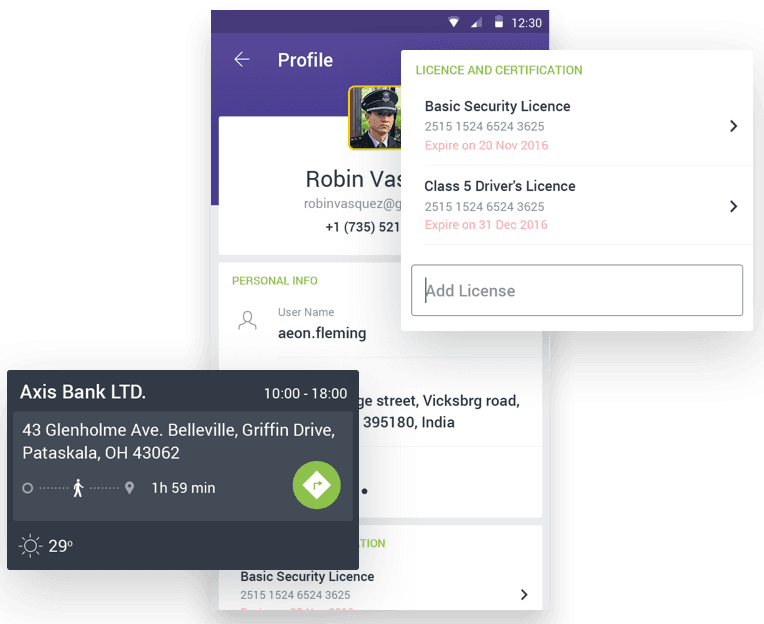 12:30
Profile
Robin Vas
robinvasquez@g
+1 (735) 521
PERSONAL INFO
User Name
aeon.fleming
ge street, Vicksbrg road,
395180, India
TION
Basic Security Licence
2515 1524 6524 3625
LICENCE AND CERTIFICATION
Basic Security Licence
2515 1524 6524 3625
Expire on 20 Nov 2016
Class 5 Driver's Licence
2515 1524 6524 3625
Expire on 31 Dec 2016
Add License
Axis Bank LTD.
10:00 - 18:00
43 Glenholme Ave. Belleville, Griffin Drive,
Pataskala, OH 43062
1h 59 min
29º